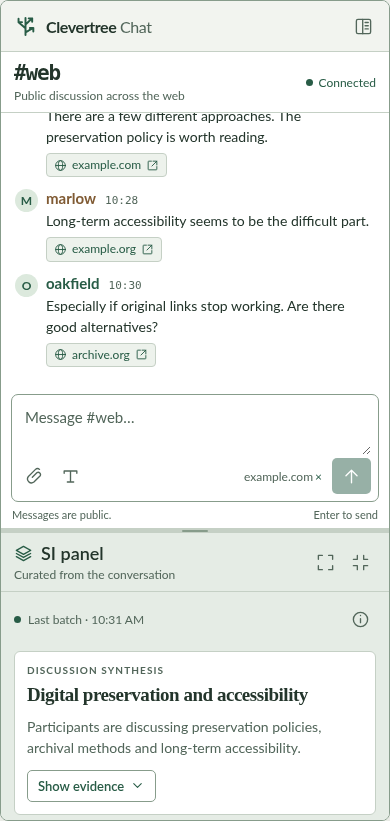 Clevertree Chat
#web
Public discussion across the web
Connected
There are a few different approaches. The
preservation policy is worth reading.
example.com
M
marlow 10:28
Long-term accessibility seems to be the difficult part.
example.org
O
oakfield 10:30
Especially if original links stop working. Are there
good alternatives?
archive.org
Message #web...
example.com ×
Messages are public.
Enter to send
SI panel
Curated from the conversation
Last batch · 10:31 AM
DISCUSSION SYNTHESIS
Digital preservation and accessibility
Participants are discussing preservation policies,
archival methods and long-term accessibility.
Show evidence